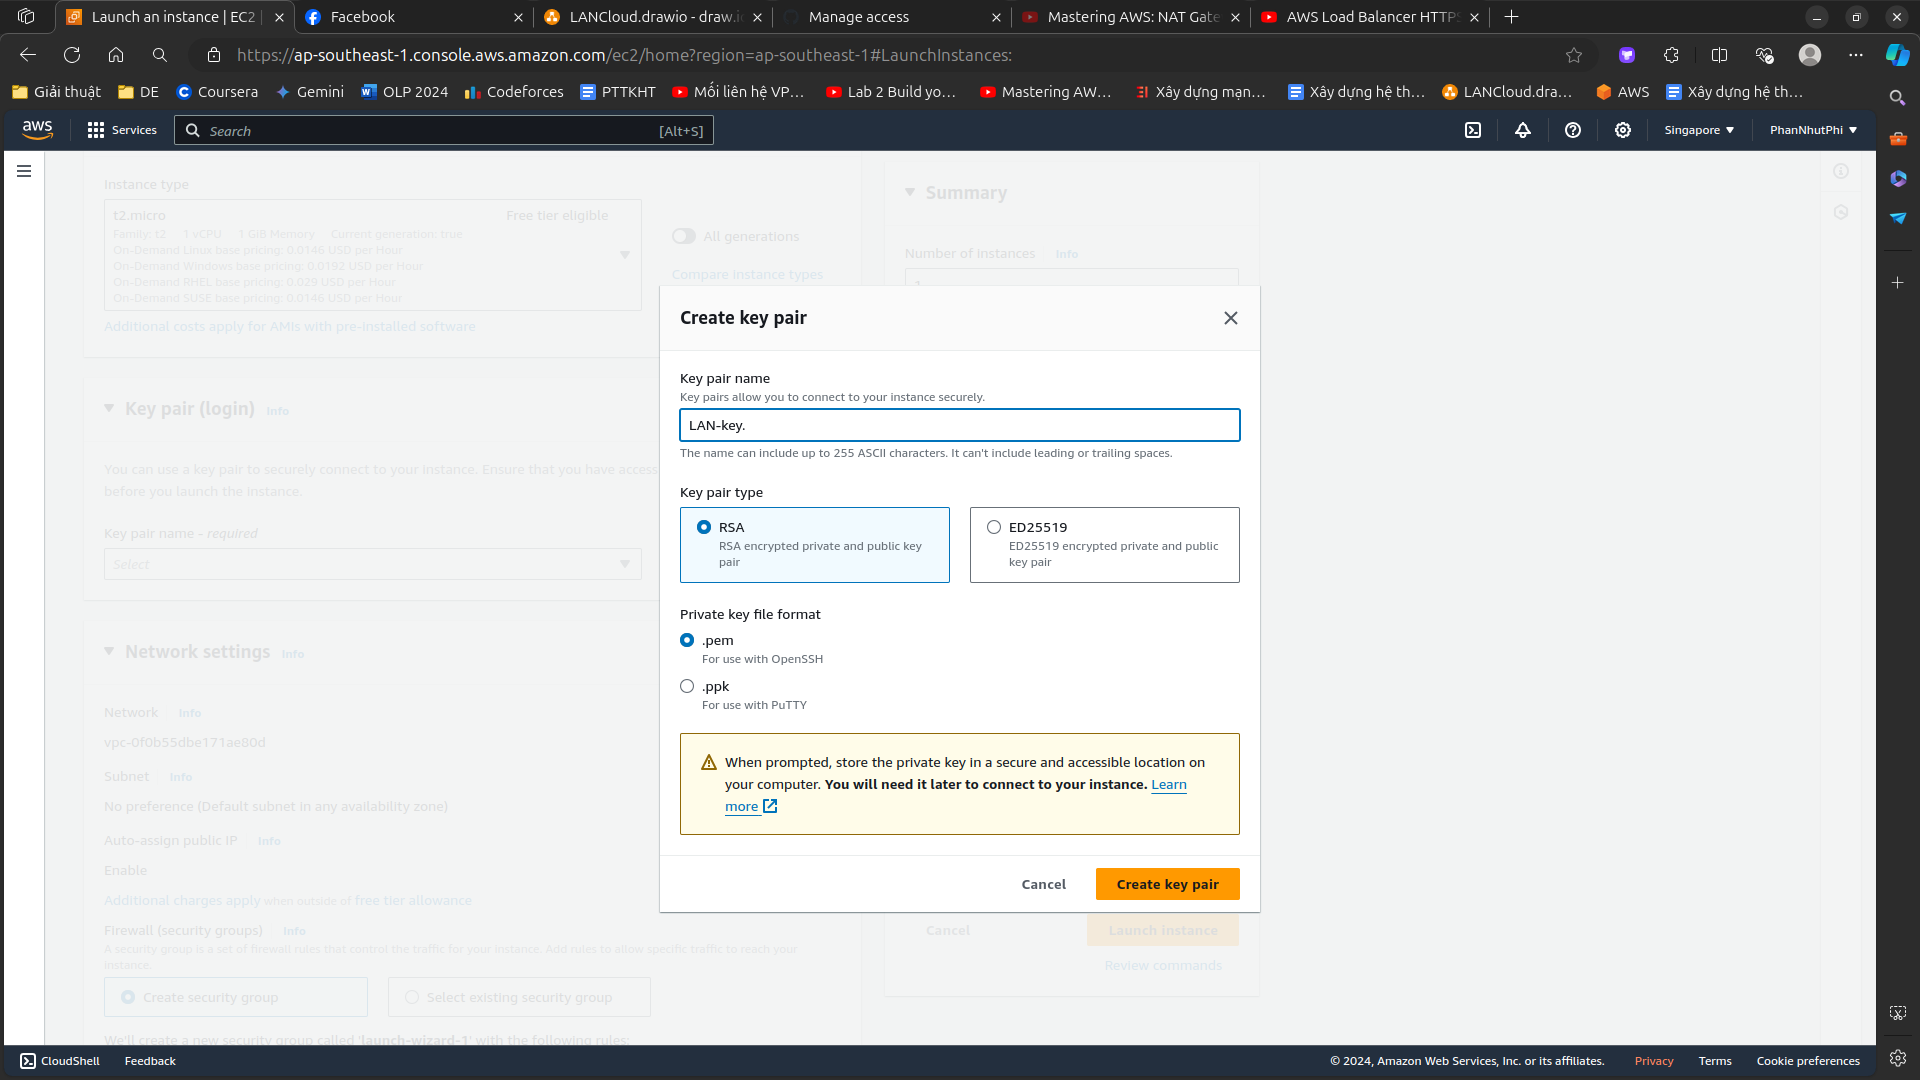 Launch an instance | EC2
Facebook
LANCloud.drawio - draw.i
Manage access
Mastering AWS: NAT Gate
AWS Load Balancer HTTPS
https://ap-southeast-1.console.aws.amazon.com/ec2/home?region=ap-southeast-1#LaunchInstances:
Giải thuật
DE
Coursera
Gemini
OLP 2024
Codeforces
PTTKHT
Mối liên hệ VP...
Lab 2 Build yo...
Mastering AW...
Xây dựng mạn...
Xây dựng hệ th...
LANCloud.dra...
AWS
Xây dựng hệ th...
aws
Services
Search
[Alt+S]
Singapore
PhanNhutPhi
Instance type
t2.micro
Free tier eligible
Family: t2 1 vCPU 1 GiB Memory Current generation: true
On-Demand Linux base pricing: 0.0146 USD per Hour
On-Demand Windows base pricing: 0.0192 USD per Hour
On-Demand RHEL base pricing: 0.029 USD per Hour
On-Demand SUSE base pricing: 0.0146 USD per Hour
All generations
Compare instance types
Additional costs apply for AMIs with pre-installed software
Key pair (login) Info
You can use a key pair to securely connect to your instance. Ensure that you have access
before you launch the instance.
Key pair name - required
Select
Network settings Info
Network Info
vpc-0f0b55dbe171ae80d
Subnet Info
No preference (Default subnet in any availability zone)
Auto-assign public IP Info
Enable
Additional charges apply when outside of free tier allowance
Firewall (security groups) Info
A security group is a set of firewall rules that control the traffic for your instance. Add rules to allow specific traffic to reach your
instance.
Create security group
Select existing security group
We'll create a new security group called 'launch-wizard-1' with the following rules:
Summary
Number of instances Info
Create key pair
Key pair name
Key pairs allow you to connect to your instance securely.
LAN-key.
The name can include up to 255 ASCII characters. It can't include leading or trailing spaces.
Key pair type
RSA
RSA encrypted private and public key
pair
ED25519
ED25519 encrypted private and public
key pair
Private key file format
.pem
For use with OpenSSH
.ppk
For use with PuTTY
When prompted, store the private key in a secure and accessible location on
your computer. You will need it later to connect to your instance. Learn
more
Cancel
Create key pair
Cancel
Launch instance
Review commands
CloudShell
Feedback
© 2024, Amazon Web Services, Inc. or its affiliates.
Privacy
Terms
Cookie preferences